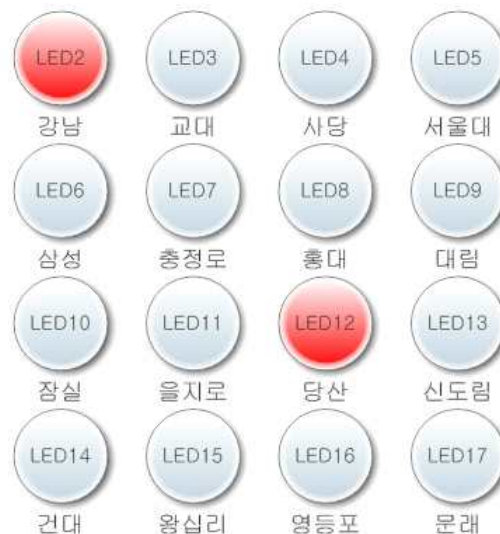 LED2 LED3 LED4 LED5
강남 교대 사당 서울대
LED6 LED7 LED8 LED9
삼성 충정로 홍대 대림
LED10 LED11 LED12 LED13
잠실 을지로 당산 신도림
LED14 LED15 LED16 LED17
건대 왕십리 영등포 문래